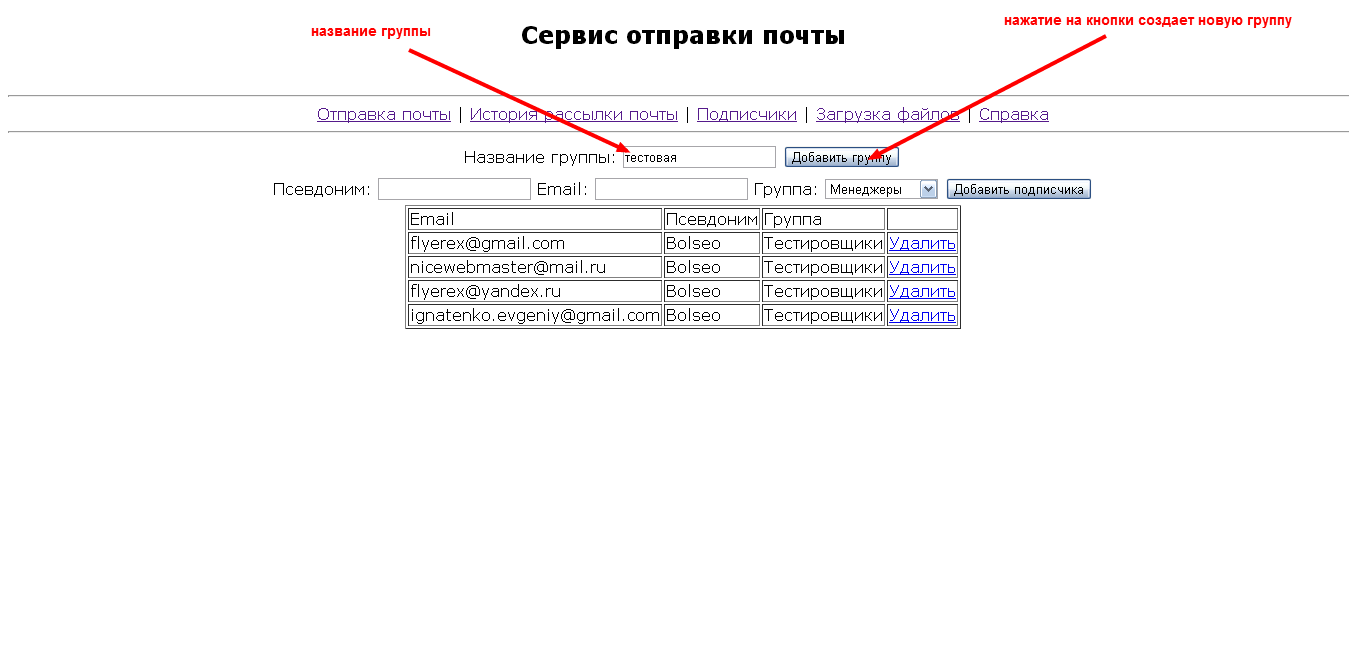 название группы
нажатие на кнопки создает новую группу
Сервис отправки почты
Отправка почты | История рассылки почты | Подписчики | Загрузка файлов | Справка
Название группы: тестовая Добавить группу
Псевдоним: Email: Группа: Менеджеры Добавить подписчика
Email Псевдоним Группа
flyerex@gmail.com Bolseo Тестировщики Удалить
nicewebmaster@mail.ru Bolseo Тестировщики Удалить
flyerex@yandex.ru Bolseo Тестировщики Удалить
ignatenko.evgeniy@gmail.com Bolseo Тестировщики Удалить